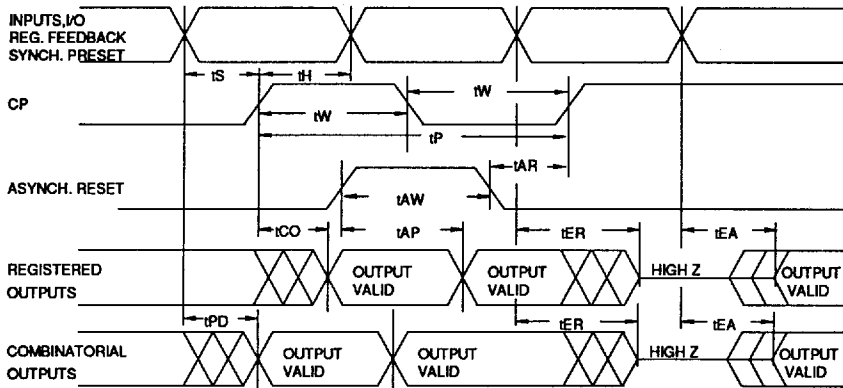 INPUTS,I/O
REG. FEEDBACK
SYNCH. PRESET
tS
tH
CP
tW
tW
tP
tAR
ASYNCH. RESET
tAW
tCO
tAP
tER
tEA
REGISTERED
OUTPUTS
OUTPUT
VALID
OUTPUT
VALID
HIGH Z
OUTPUT
VALID
tPD
tER
tEA
COMBINATORIAL
OUTPUTS
OUTPUT
VALID
OUTPUT
VALID
HIGH Z
OUTPUT
VALID